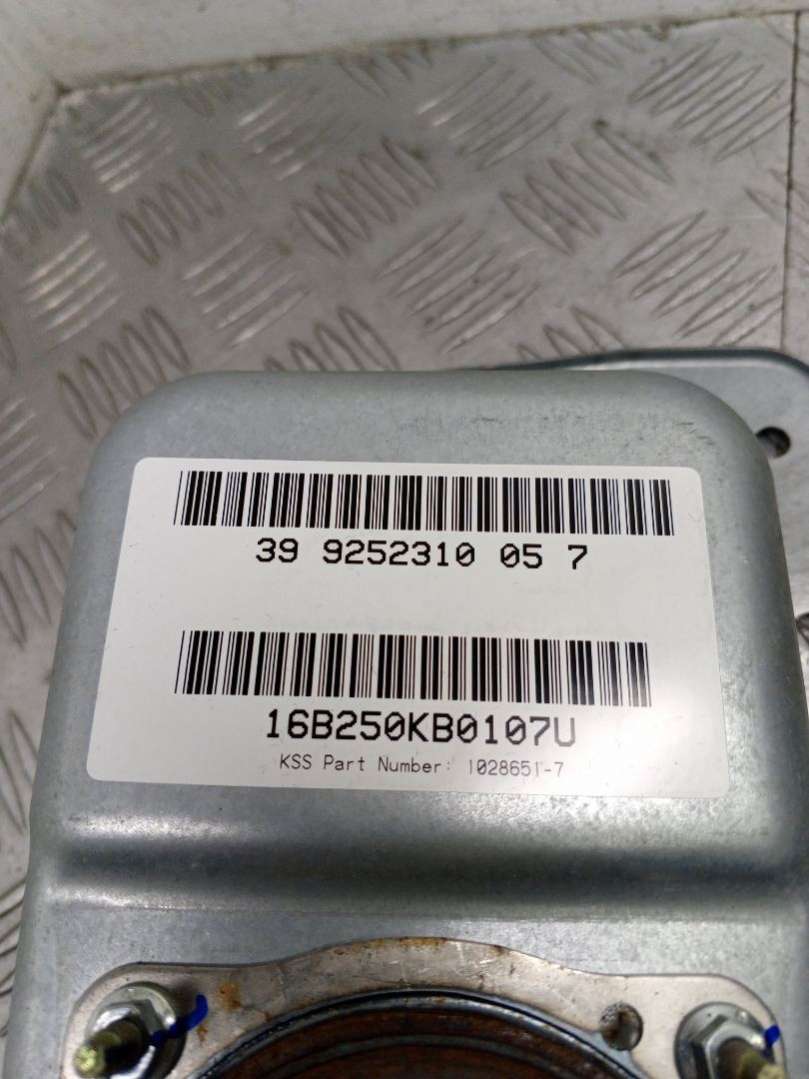 39 9252310 05 7
16B250KB0107U
KSS Part Number: 1028651-7